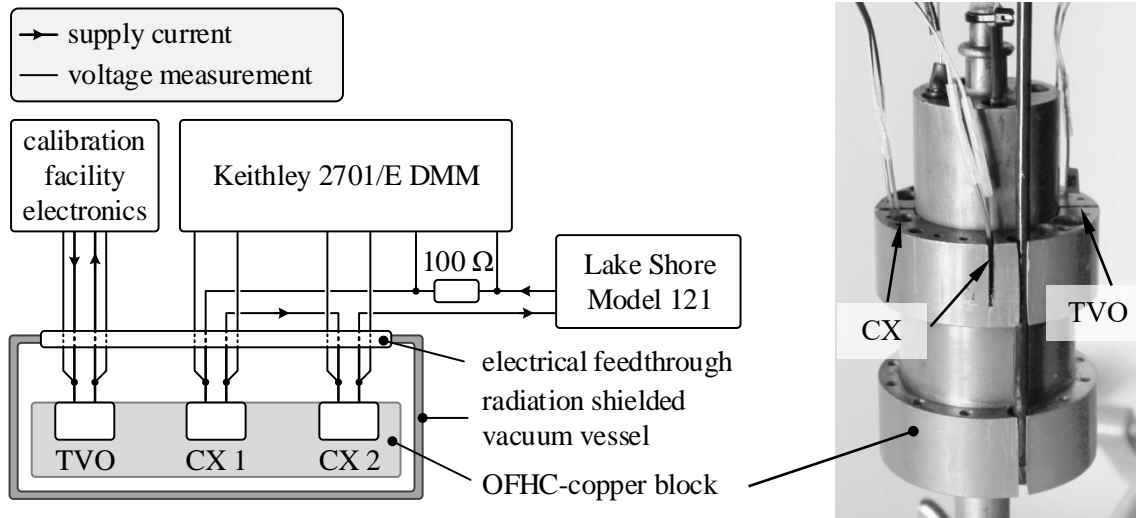 supply current
voltage measurement
calibration
facility
electronics
Keithley 2701/E DMM
100 Ω
Lake Shore
Model 121
electrical feedthrough
radiation shielded
vacuum vessel
TVO
CX 1
CX 2
OFHC-copper block
CX
TVO